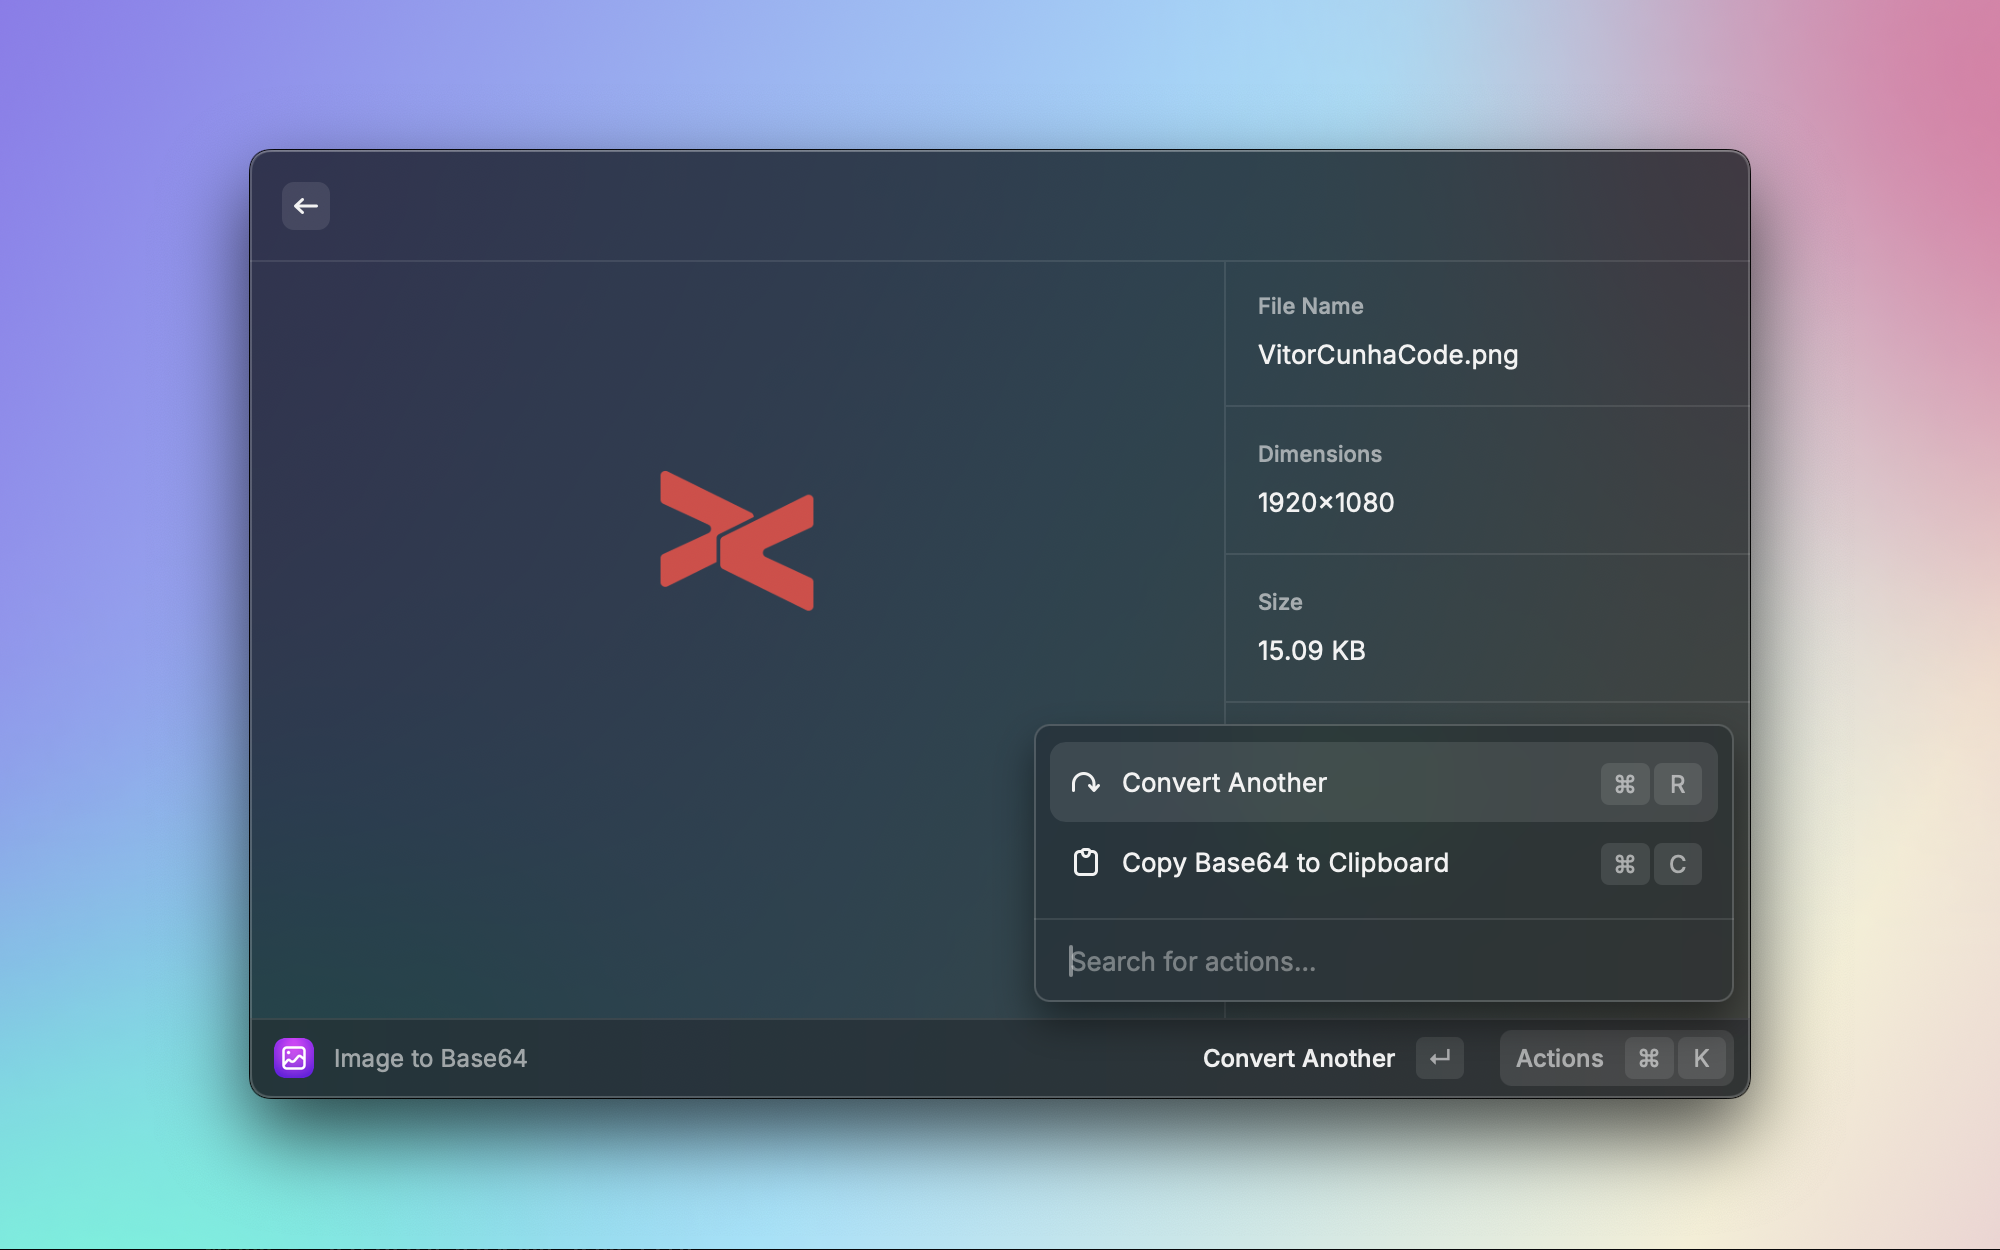 File Name
VitorCunhaCode.png
Dimensions
1920×1080
Size
15.09 KB
Convert Another ⌘ R
Copy Base64 to Clipboard ⌘ C
Search for actions...
Image to Base64
Convert Another
Actions ⌘ K